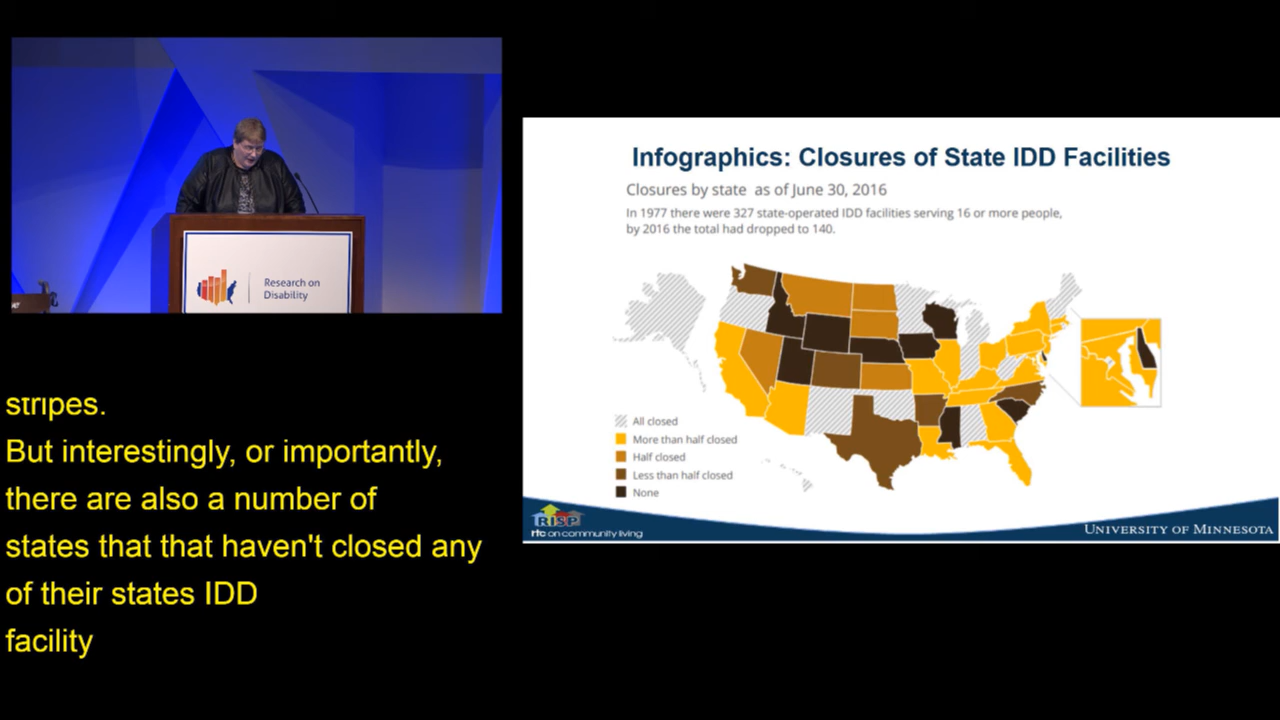 Research on
Disability
stripes.
But interestingly, or importantly,
there are also a number of
states that that haven't closed any
of their states IDD
facility
Infographics: Closures of State IDD Facilities
Closures by state as of June 30, 2016
In 1977 there were 327 state-operated IDD facilities serving 16 or more people,
by 2016 the total had dropped to 140.
All closed
More than half closed
Half closed
Less than half closed
None
RISP
rtc on community living
UNIVERSITY OF MINNESOTA